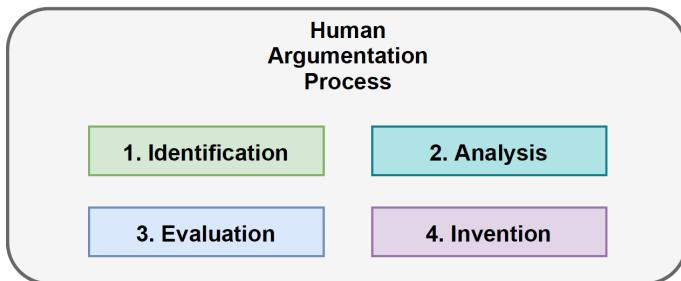 Human
Argumentation
Process
1. Identification
2. Analysis
3. Evaluation
4. Invention